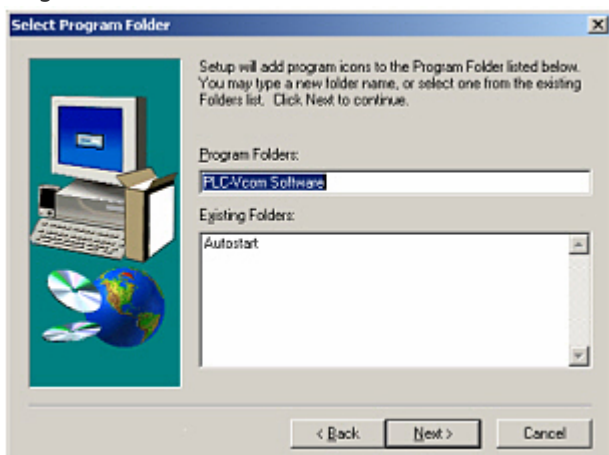 Select Program Folder
Setup will add program icons to the Program Folder listed below.
You may type a new folder name, or select one from the existing
Folders list. Click Next to continue.
Program Folders:
PLC-Vcom Software
Existing Folders:
Autostart
< Back
Next >
Cancel